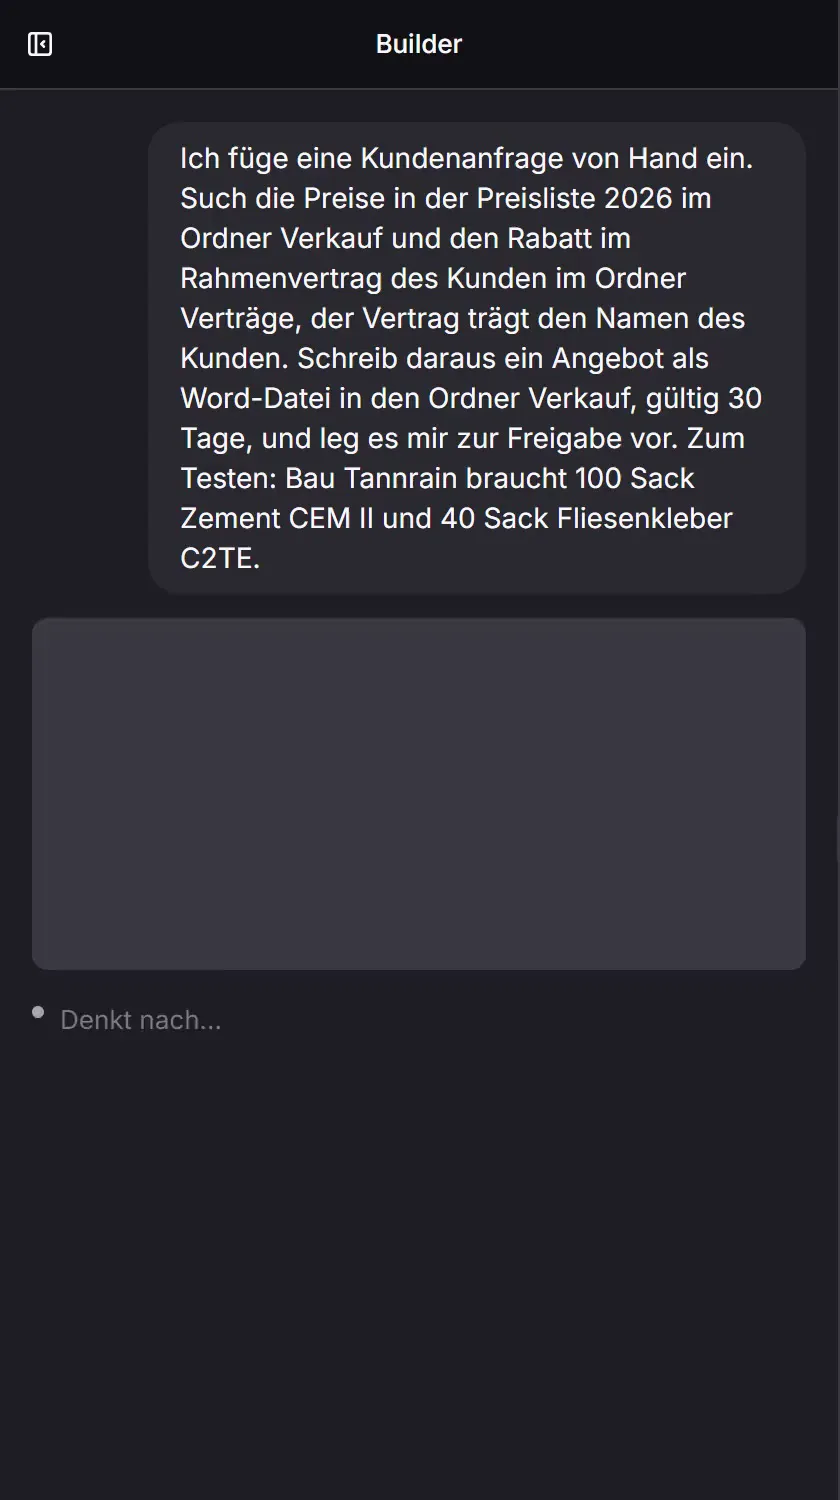 Builder
Ich füge eine Kundenanfrage von Hand ein.
Such die Preise in der Preisliste 2026 im
Ordner Verkauf und den Rabatt im
Rahmenvertrag des Kunden im Ordner
Verträge, der Vertrag trägt den Namen des
Kunden. Schreib daraus ein Angebot als
Word-Datei in den Ordner Verkauf, gültig 30
Tage, und leg es mir zur Freigabe vor. Zum
Testen: Bau Tannrain braucht 100 Sack
Zement CEM II und 40 Sack Fliesenkleber
C2TE.
Denkt nach...